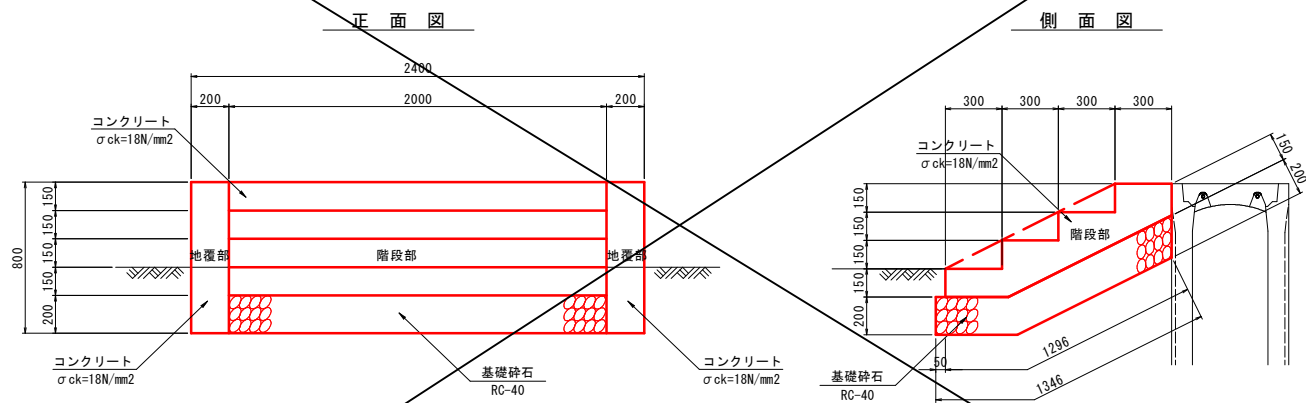 正面図
2400
200
2000
200
コンクリート
σck=18N/mm2
150
150
150
150
200
800
地覆部
階段部
地覆部
コンクリート
σck=18N/mm2
基礎砕石
RC-40
コンクリート
σck=18N/mm2
側面図
300
300
300
300
コンクリート
σck=18N/mm2
150
200
150
150
150
150
200
階段部
50
1296
1346
基礎砕石
RC-40